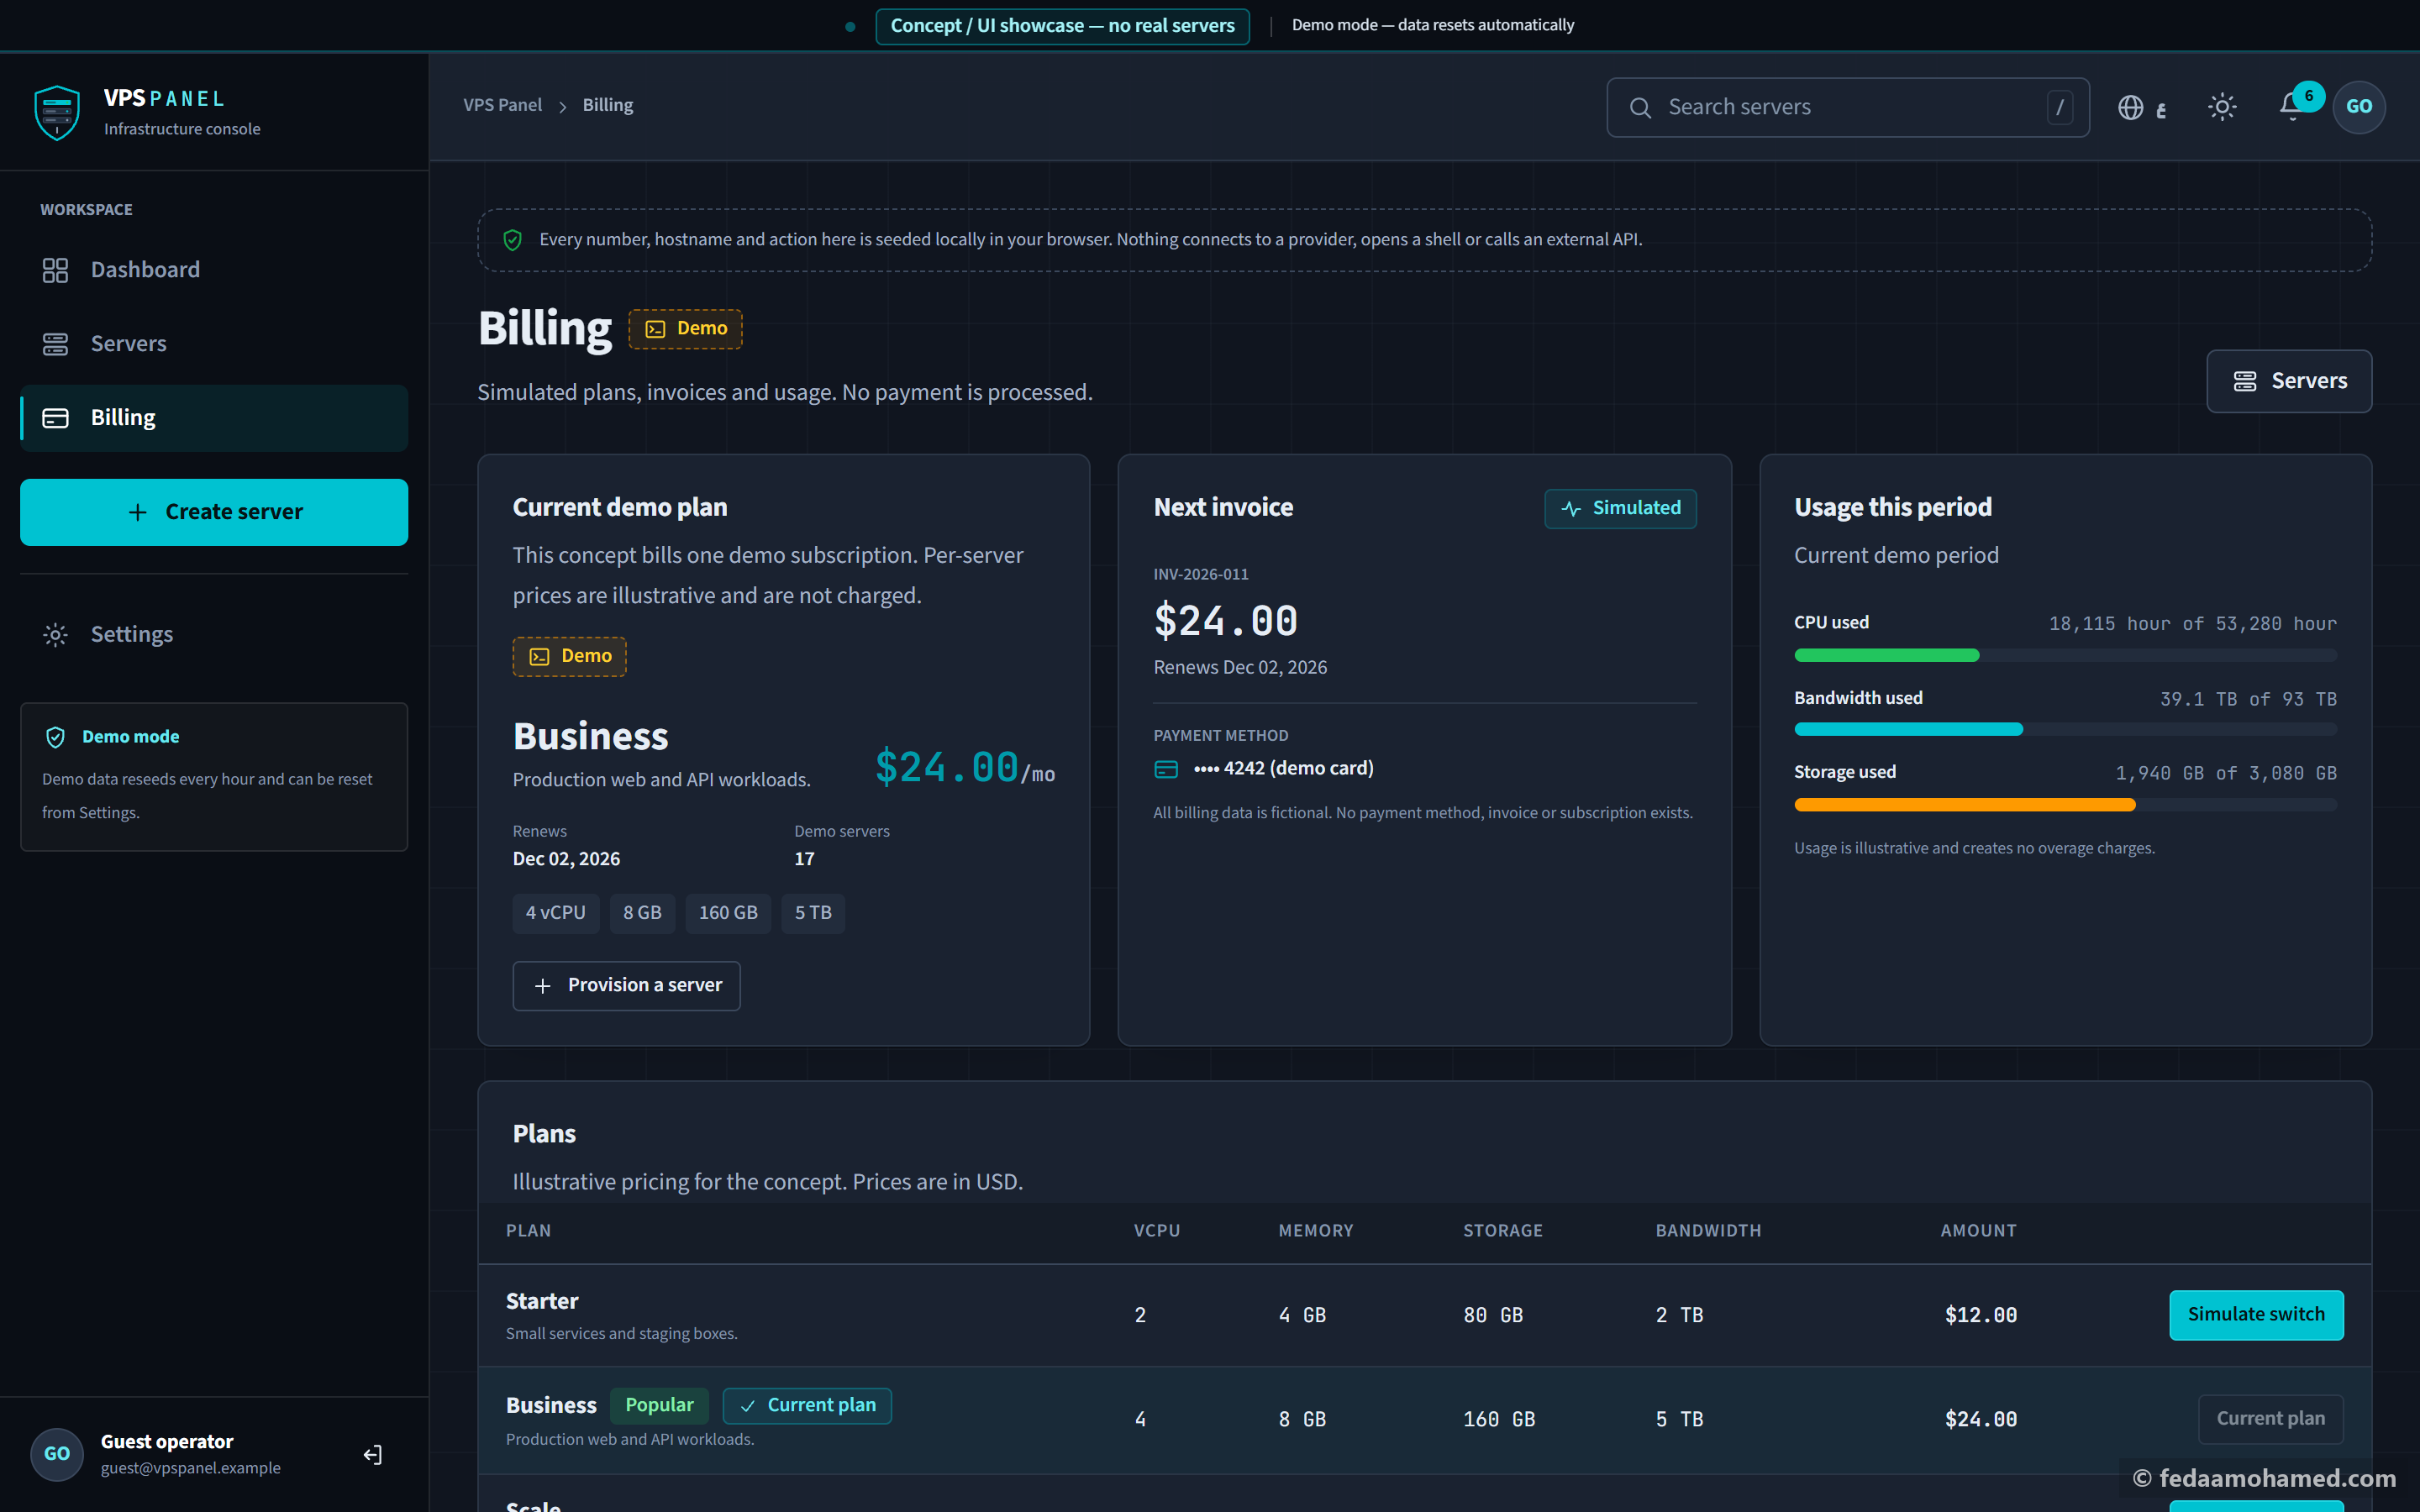 Concept / UI showcase — no real servers
Demo mode — data resets automatically
VPS PANEL
Infrastructure console
VPS Panel
Billing
Search servers
/
ع
6
GO
WORKSPACE
Dashboard
Servers
Billing
Create server
Settings
Demo mode
Demo data reseeds every hour and can be reset
from Settings.
GO
Guest operator
guest@vpspanel.example
Every number, hostname and action here is seeded locally in your browser. Nothing connects to a provider, opens a shell or calls an external API.
Billing
Demo
Simulated plans, invoices and usage. No payment is processed.
Servers
Current demo plan
This concept bills one demo subscription. Per-server
prices are illustrative and are not charged.
Demo
Business
Production web and API workloads.
$24.00/mo
Renews
Dec 02, 2026
Demo servers
17
4 vCPU
8 GB
160 GB
5 TB
Provision a server
Next invoice
Simulated
INV-2026-011
$24.00
Renews Dec 02, 2026
PAYMENT METHOD
•••• 4242 (demo card)
All billing data is fictional. No payment method, invoice or subscription exists.
Usage this period
Current demo period
CPU used
18,115 hour of 53,280 hour
Bandwidth used
39.1 TB of 93 TB
Storage used
1,940 GB of 3,080 GB
Usage is illustrative and creates no overage charges.
Plans
Illustrative pricing for the concept. Prices are in USD.
PLAN VCPU MEMORY STORAGE BANDWIDTH AMOUNT
Starter
Small services and staging boxes.
2 4 GB 80 GB 2 TB $12.00 Simulate switch
Business Popular Current plan
Production web and API workloads.
4 8 GB 160 GB 5 TB $24.00 Current plan
Scale
© fedaamohamed.com